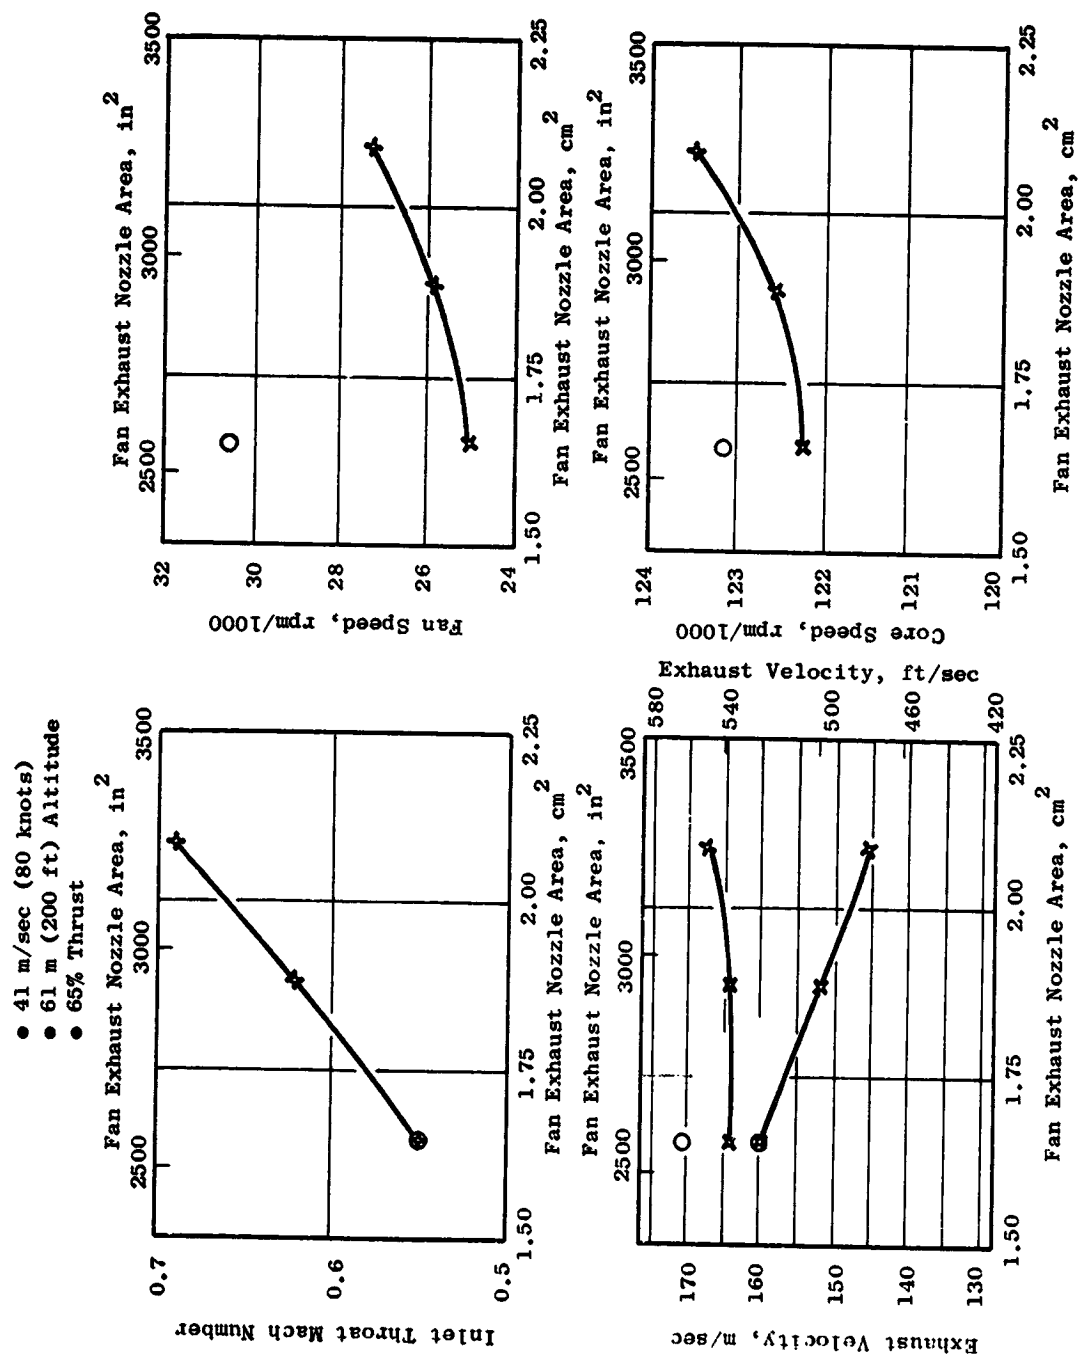 ● 41 m/sec (80 knots)
● 61 m (200 ft) Altitude
● 65% Thrust
Fan Exhaust Nozzle Area, in2
2500 3000 3500
0.7
0.6
0.5
Inlet Throat Mach Number
1.50 1.75 2.00 2.25
Fan Exhaust Nozzle Area, cm2
Fan Exhaust Nozzle Area, in2
2500 3000 3500
32
30
28
26
24
Fan Speed, rpm/1000
1.50 1.75 2.00 2.25
Fan Exhaust Nozzle Area, cm2
Fan Exhaust Nozzle Area, in2
2500 3000 3500
170
160
150
140
130
Exhaust Velocity, m/sec
580
540
500
460
420
Exhaust Velocity, ft/sec
1.50 1.75 2.00 2.25
Fan Exhaust Nozzle Area, cm2
Fan Exhaust Nozzle Area, in2
2500 3000 3500
124
123
122
121
120
Core Speed, rpm/1000
1.50 1.75 2.00 2.25
Fan Exhaust Nozzle Area, cm2